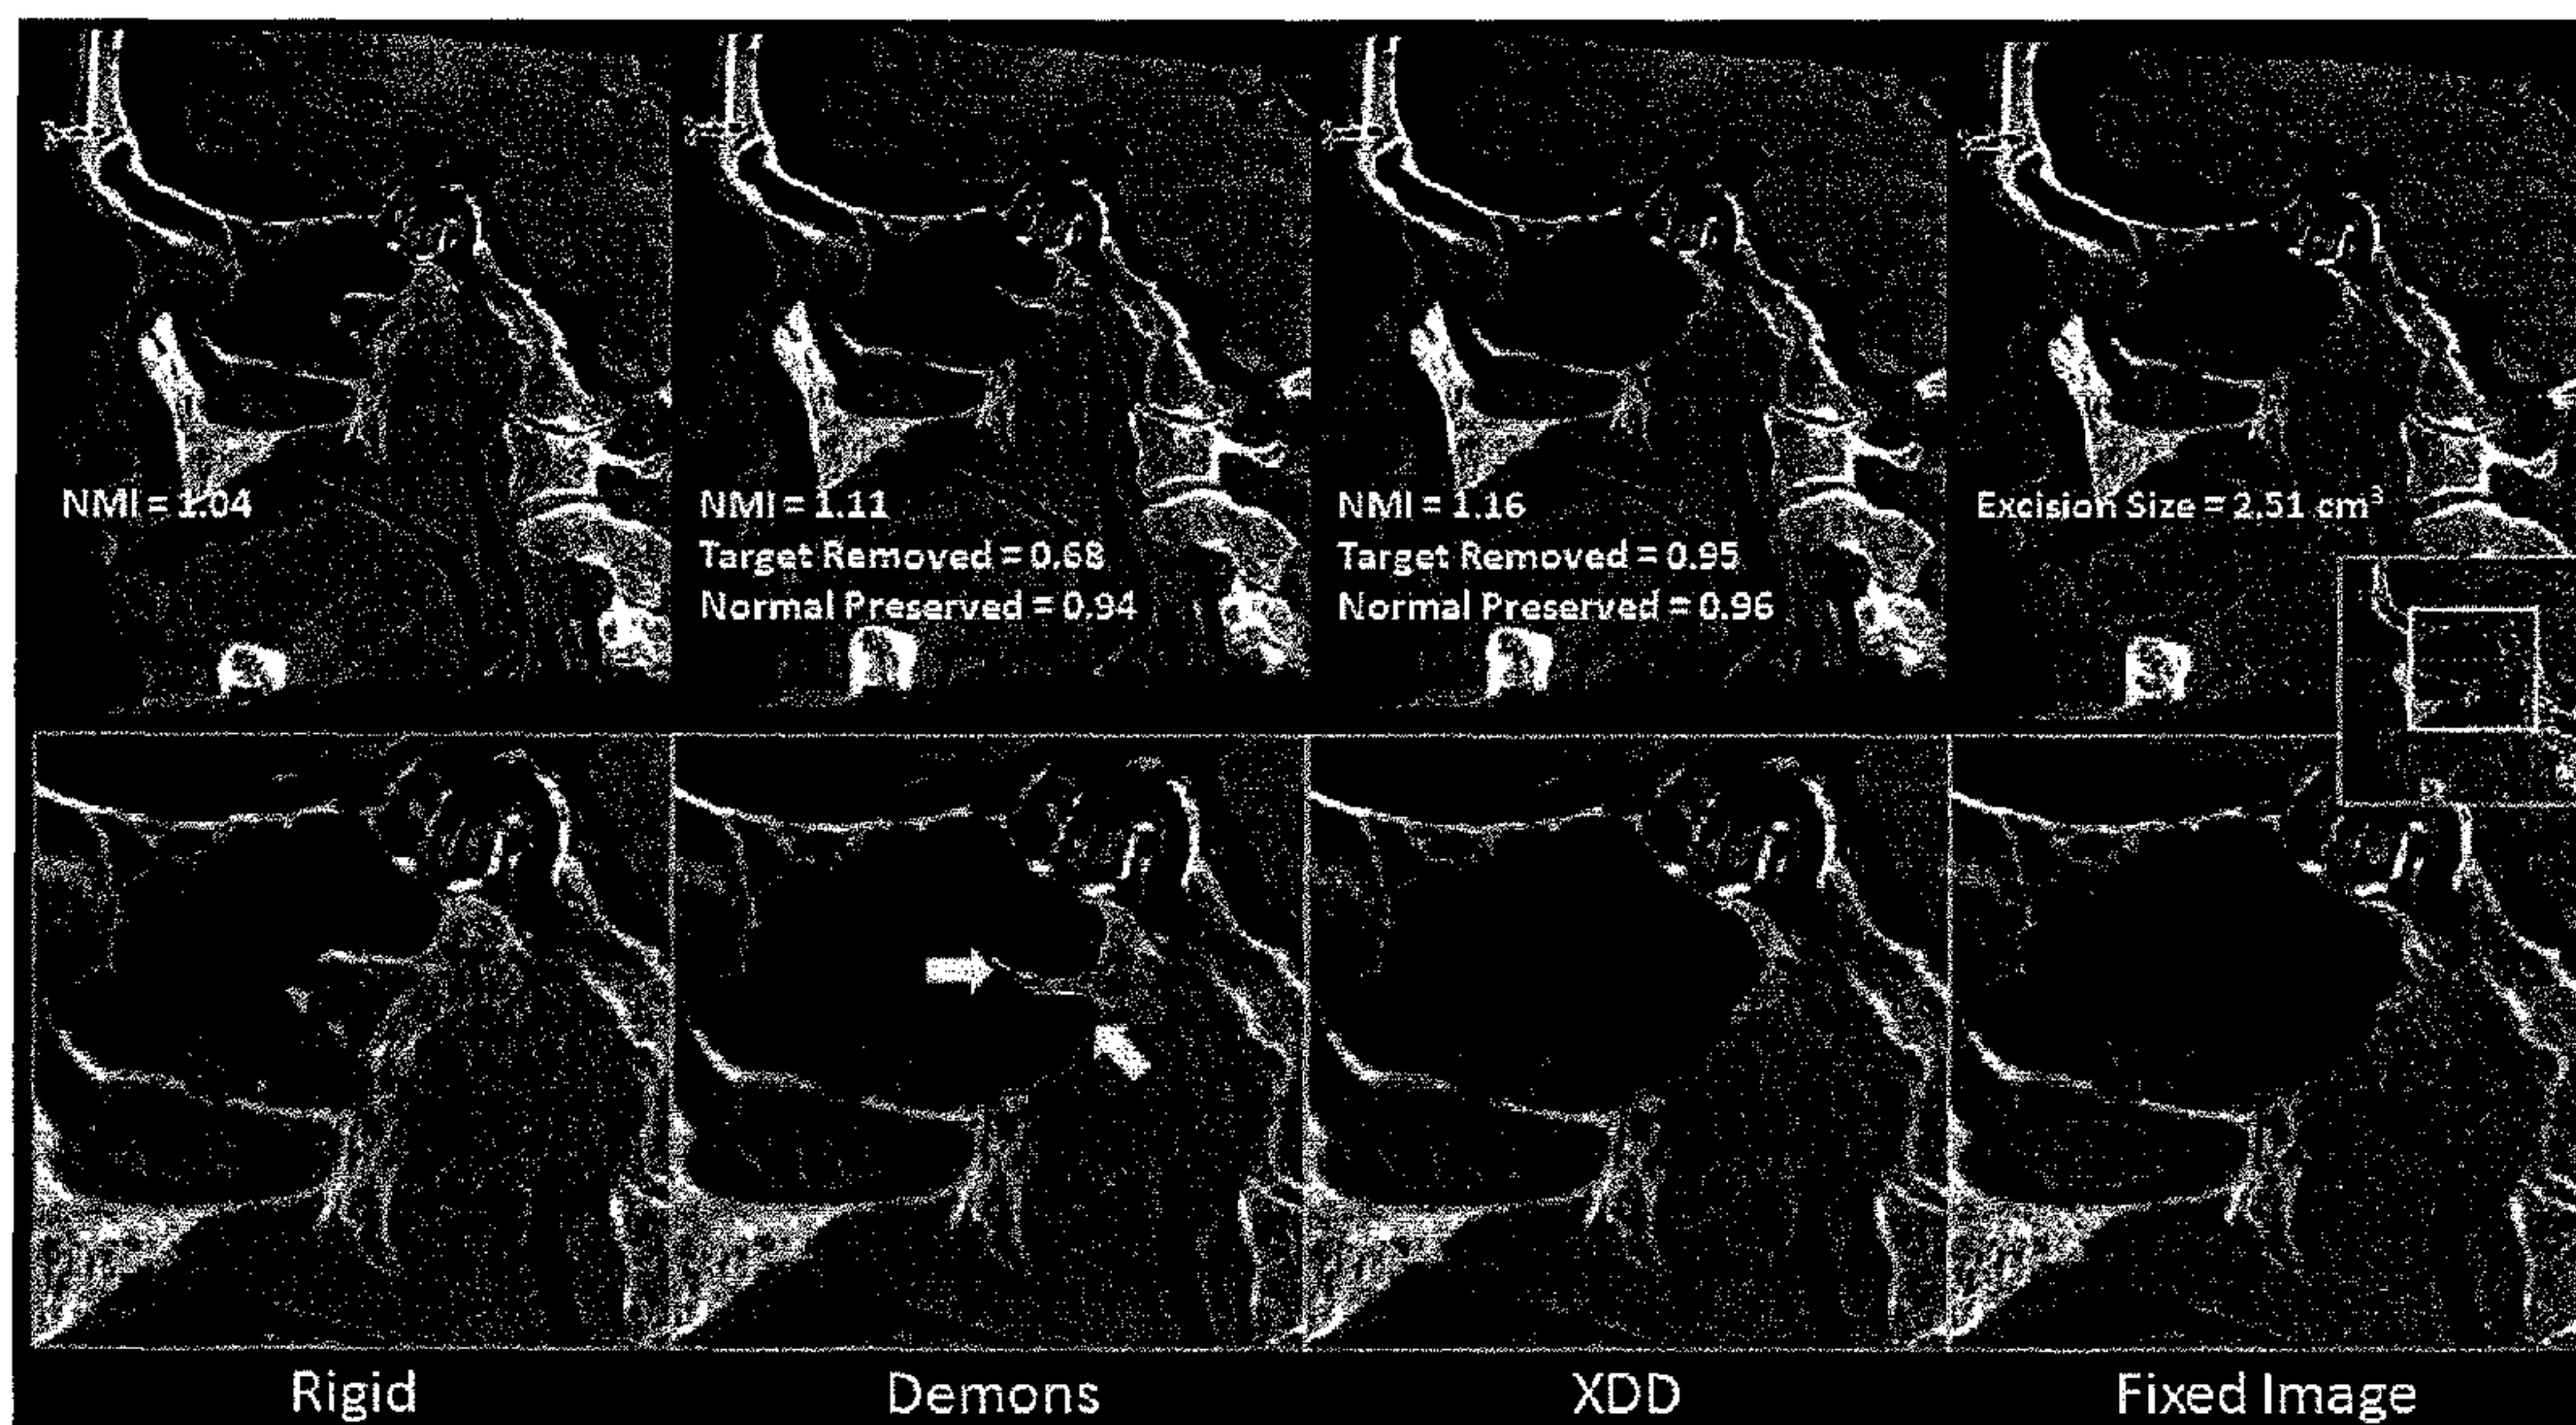 NMI = 1.04
NMI = 1.11
Target Removed = 0.68
Normal Preserved = 0.94
NMI = 1.16
Target Removed = 0.95
Normal Preserved = 0.96
Excision Size = 2.51 cm³
Rigid
Demons
XDD
Fixed Image